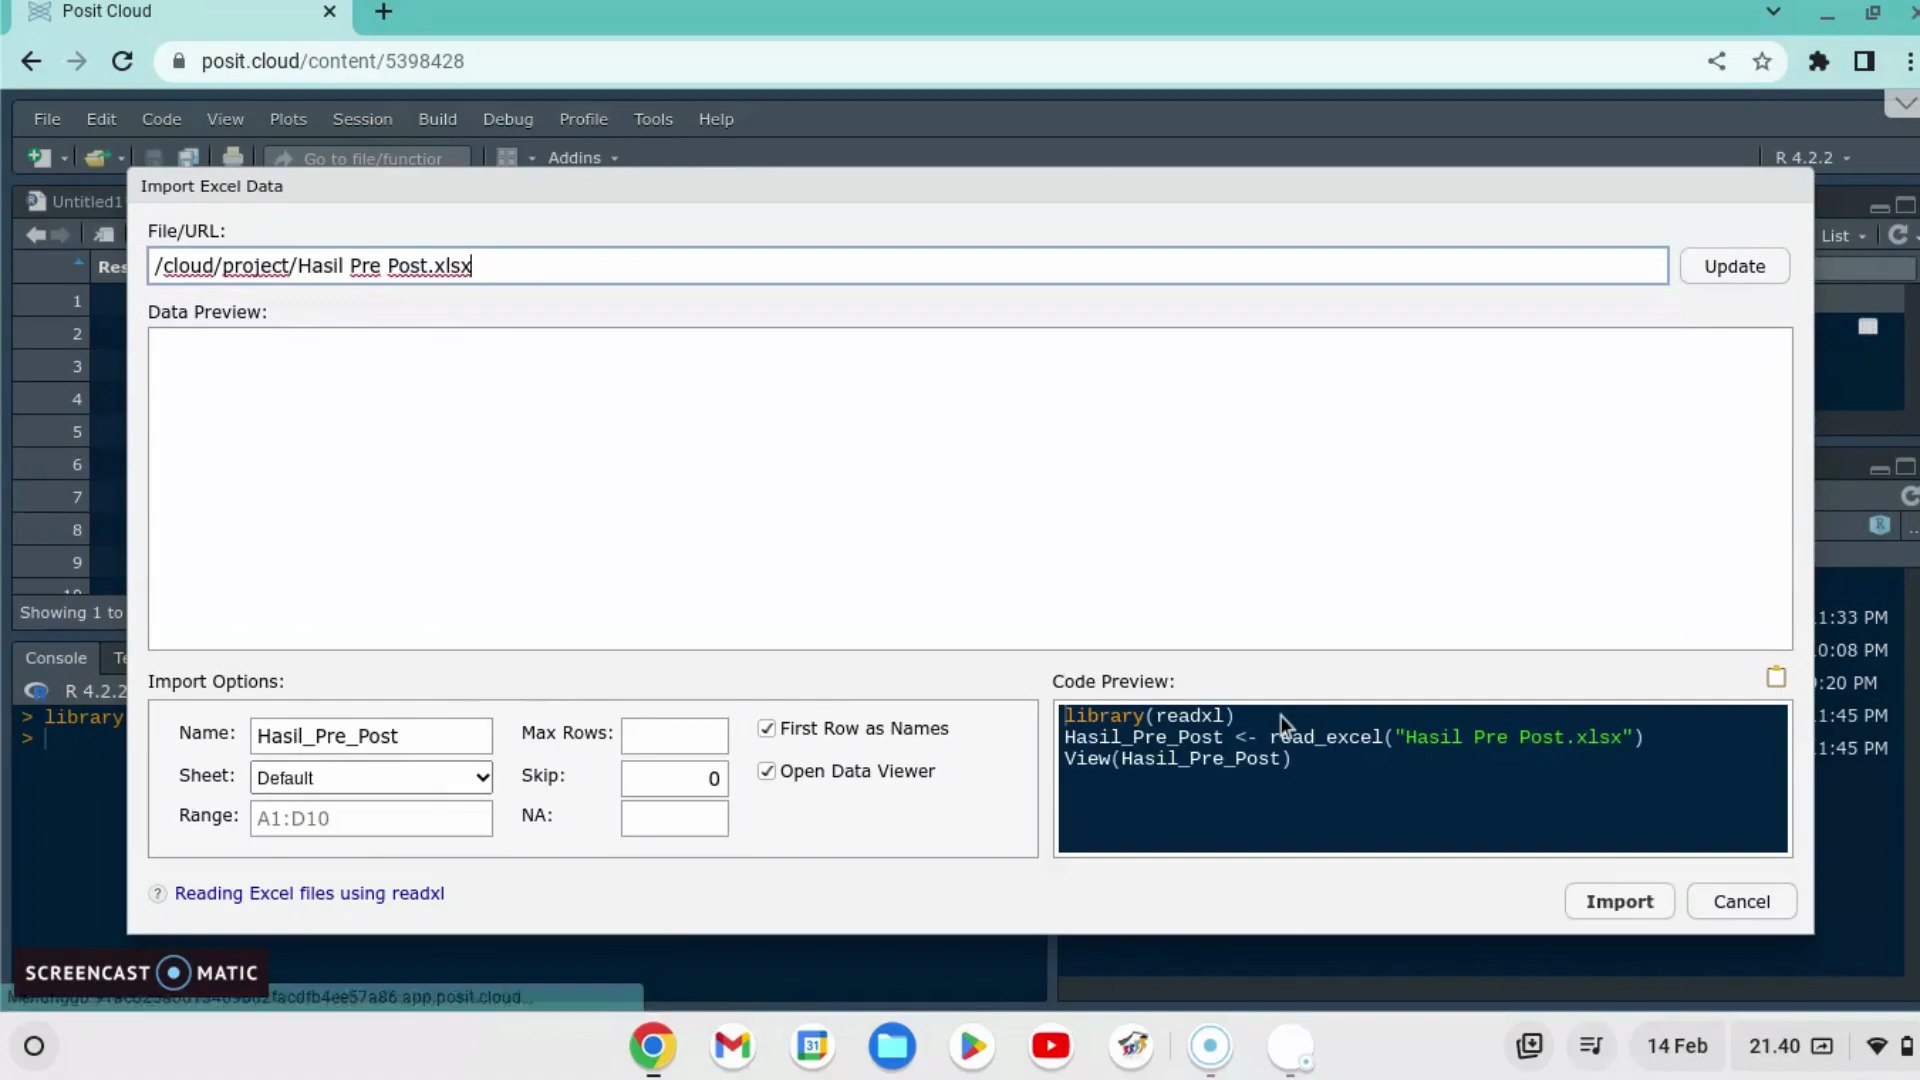 Posit Cloud
posit.cloud/content/5398428
File Edit Code View Plots Session Build Debug Profile Tools Help
Go to file/function Addins R 4.2.2
Import Excel Data
Untitled1
File/URL:
List
Res
/cloud/project/Hasil Pre Post.xlsx
Update
1
Data Preview:
2
3
4
5
6
7
8
9
10
Showing 1 to
1:33 PM
Console
0:08 PM
Import Options:
Code Preview:
:20 PM
R 4.2.2
> library
>
Name: Hasil_Pre_Post
Max Rows:
First Row as Names
library(readxl)
Hasil_Pre_Post <- read_excel("Hasil Pre Post.xlsx")
View(Hasil_Pre_Post)
1:45 PM
1:45 PM
Sheet: Default
Skip: 0
Open Data Viewer
Range: A1:D10
NA:
? Reading Excel files using readxl
Import
Cancel
SCREENCAST MATIC
31
14 Feb
21.40